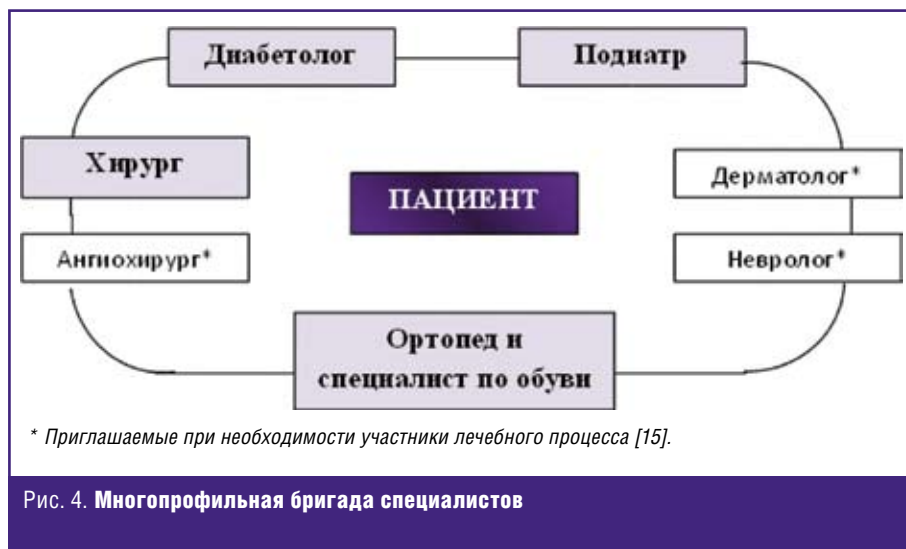 Диабетолог
Подиатр
Хирург
Дерматолог*
ПАЦИЕНТ
Ангиохирург*
Невролог*
Ортопед и
специалист по обуви
* Приглашаемые при необходимости участники лечебного процесса [15].
Рис. 4. Многопрофильная бригада специалистов